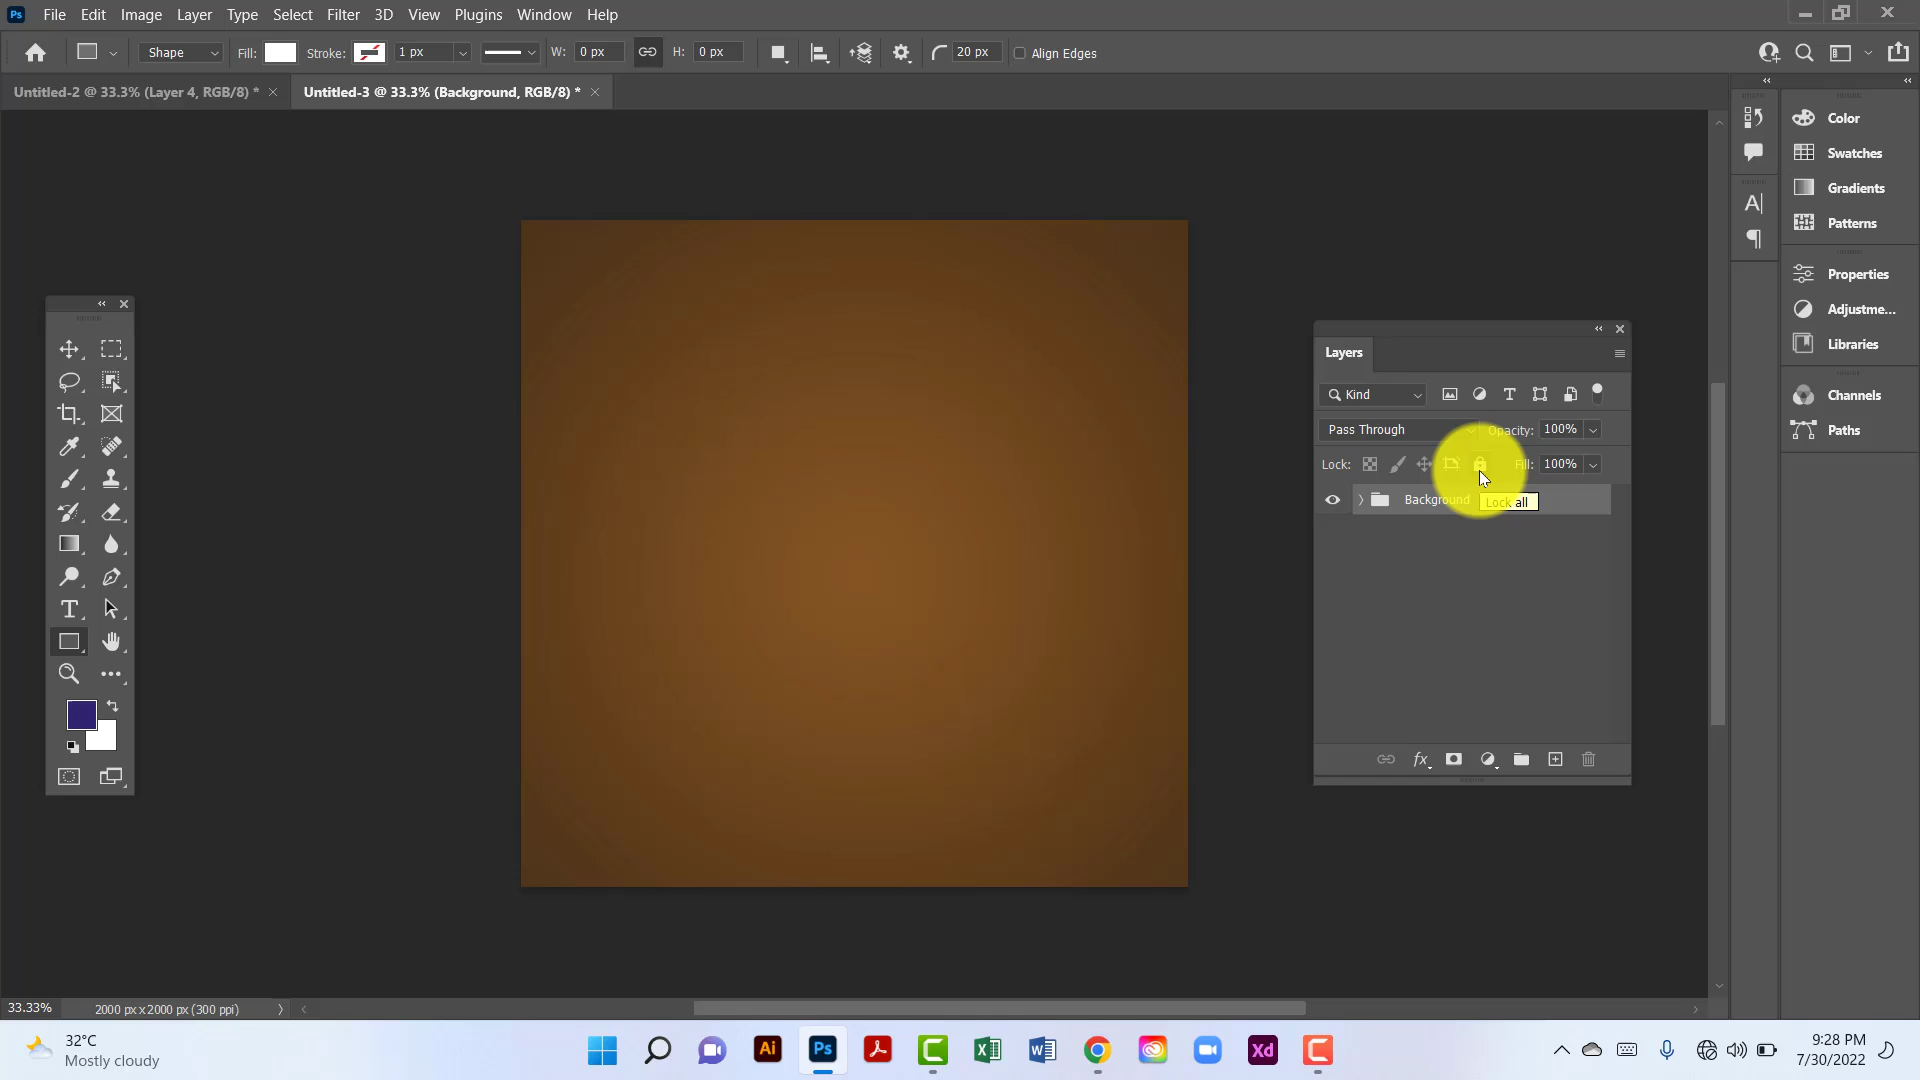 File Edit Image Layer Type Select Filter 3D View Plugins Window Help
Shape Fill: Stroke: 1 px W: 0 px H: 0 px 20 px Align Edges
Untitled-2 @ 33.3% (Layer 4, RGB/8) * Untitled-3 @ 33.3% (Background, RGB/8) *
Color
Swatches
Gradients
Patterns
Properties
Adjustme...
Libraries
Channels
Paths
Layers
Kind
Pass Through Opacity: 100%
Lock: Fill: 100%
Background
Lock all
33.33% 2000 px x 2000 px (300 ppi)
32°C
Mostly cloudy
9:28 PM
7/30/2022